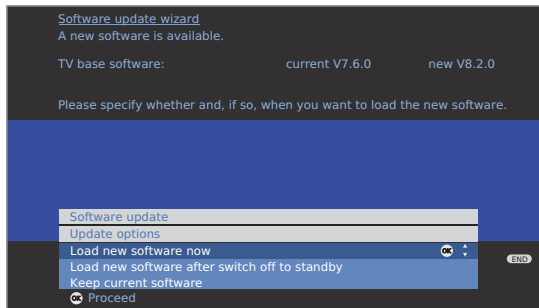 Software update wizard
A new software is available.
TV base software: current V7.6.0 new V8.2.0
Please specify whether and, if so, when you want to load the new software.
Software update
Update options
Load new software now OK
Load new software after switch off to standby
Keep current software
OK Proceed
END